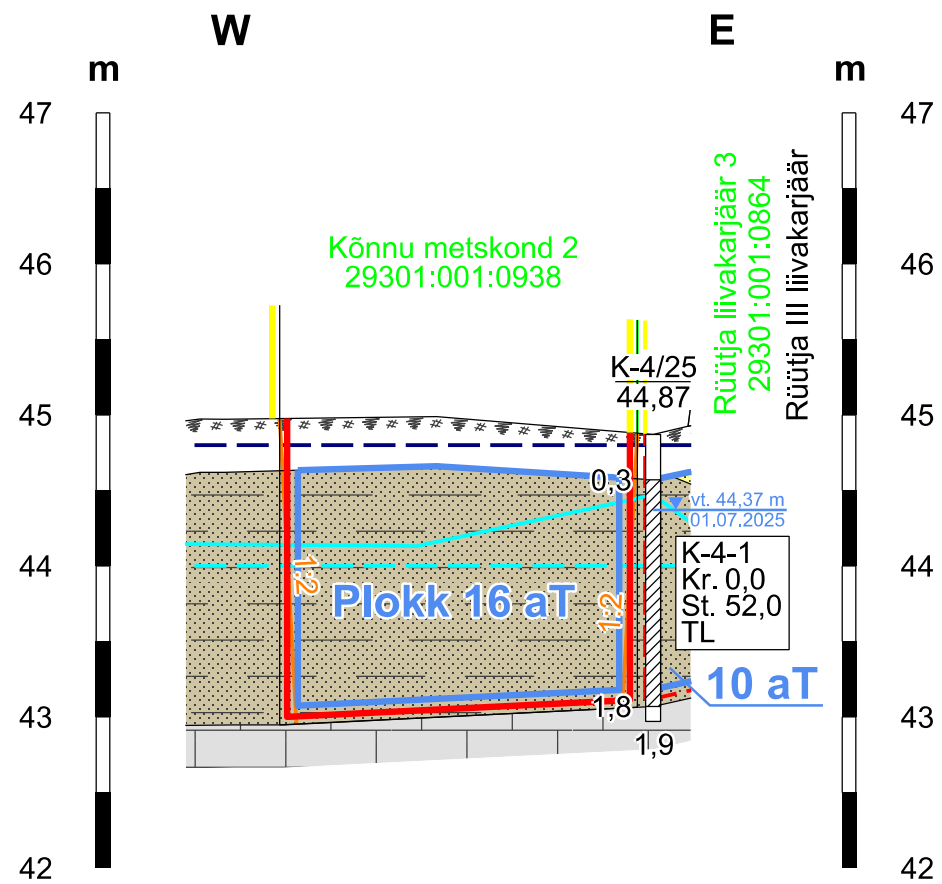 W
E
m
m
47
46
45
44
43
42
47
46
45
44
43
42
Kõnnu metskond 2
29301:001:0938
Rüütja liivakarjäär 3
29301:001:0864
Rüütja III liivakarjäär
K-4/25
44,87
0,3
vt. 44,37 m
01.07.2025
K-4-1
Kr. 0,0
St. 52,0
TL
1:2
Plokk 16 aT
1:2
10 aT
1,8
1,9